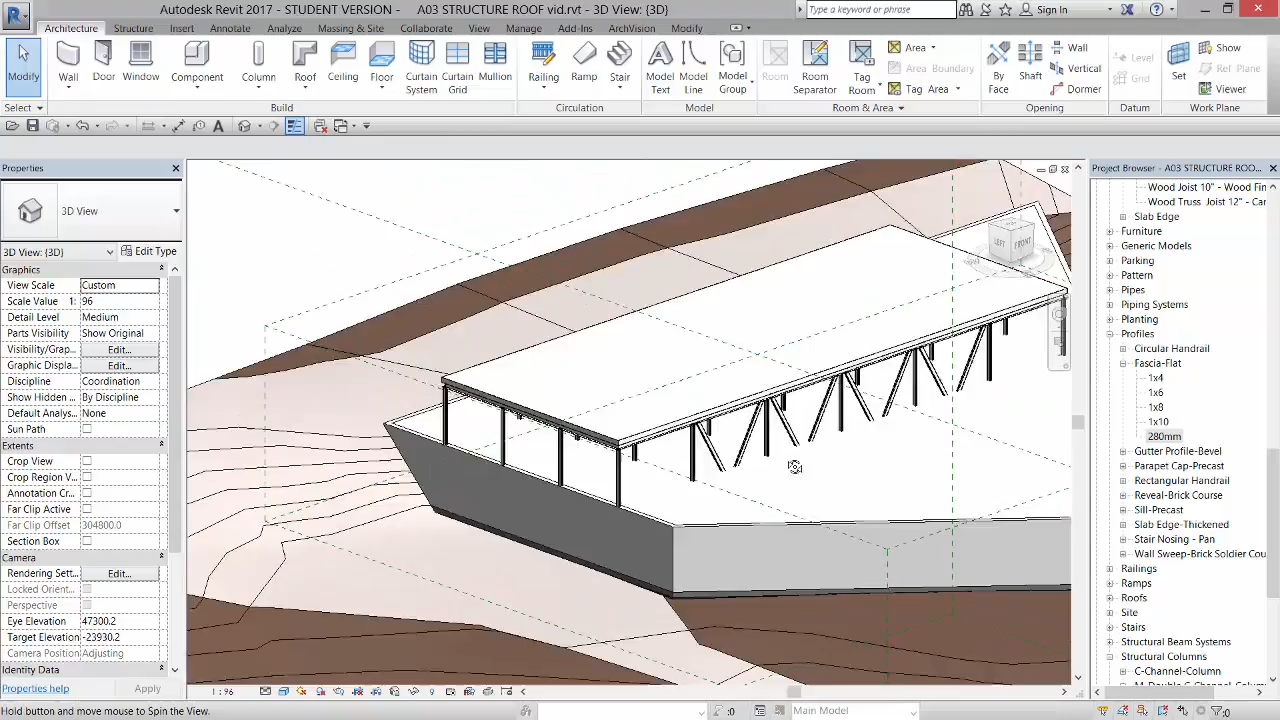 Autodesk Revit 2017 - STUDENT VERSION - A03 STRUCTURE ROOF vid.rvt - 3D View: {3D}
Type a keyword or phrase
Sign In
Architecture Structure Insert Annotate Analyze Massing & Site Collaborate View Manage Add-Ins ArchVision Modify
Modify Wall Door Window Component Column Roof Ceiling Floor Curtain System Curtain Grid Mullion Railing Ramp Stair Model Text Model Line Model Group Room Room Separator Tag Room By Face Shaft Set
Area Wall Level Show
Area Boundary Vertical Grid Ref Plane
Tag Area Dormer Viewer
Select Build Circulation Model Room & Area Opening Datum Work Plane
Properties
3D View
3D View: {3D} Edit Type
Graphics
View Scale Custom
Scale Value 1: 96
Detail Level Medium
Parts Visibility Show Original
Visibility/Grap... Edit...
Graphic Displa... Edit...
Discipline Coordination
Show Hidden ... By Discipline
Default Analys... None
Sun Path
Extents
Crop View
Crop Region V...
Annotation Cr...
Far Clip Active
Far Clip Offset 304800.0
Section Box
Camera
Rendering Sett... Edit...
Locked Orient...
Perspective
Eye Elevation 47300.2
Target Elevation -23930.2
Camera Position Adjusting
Identity Data
Properties help Apply
LEFT FRONT
Project Browser - A03 STRUCTURE ROO...
Wood Joist 10" - Wood Fin
Wood Truss Joist 12" - Car
Slab Edge
Furniture
Generic Models
Parking
Pattern
Pipes
Piping Systems
Planting
Profiles
Circular Handrail
Fascia-Flat
1x4
1x6
1x8
1x10
280mm
Gutter Profile-Bevel
Parapet Cap-Precast
Rectangular Handrail
Reveal-Brick Course
Sill-Precast
Slab Edge-Thickened
Stair Nosing - Pan
Wall Sweep-Brick Soldier Cou
Railings
Ramps
Roofs
Site
Stairs
Structural Beam Systems
Structural Columns
C-Channel-Column
1 : 96
Hold button and move mouse to Spin the View.
:0
Main Model
:0